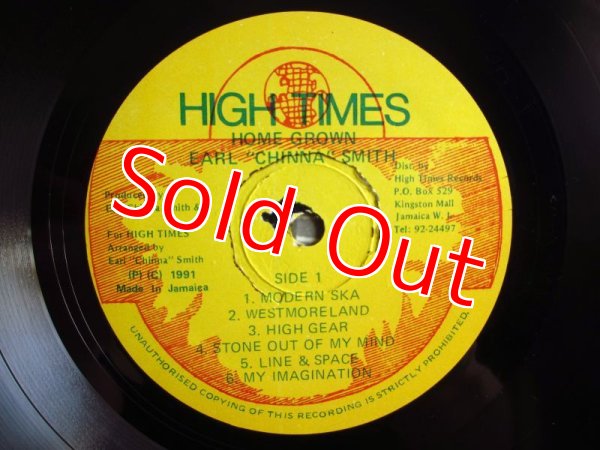 HIGH TIMES
HOME GROWN
EARL "CHINNA" SMITH
Disc. by
High Times Records
P.O. Box 529
Kingston Mall
Jamaica W. I.
Tel: 92-24497
Smith &
For HIGH TIMES
Arranged by
Earl "Chinna" Smith
(P) (C) 1991
Made In Jamaica
SIDE 1
1. MODERN SKA
2. WESTMORELAND
3. HIGH GEAR
4. STONE OUT OF MY MIND
5. LINE & SPACE
6. MY IMAGINATION
UNAUTHORISED COPYING OF THIS RECORDING IS STRICTLY PROHIBITED.
Sold Out